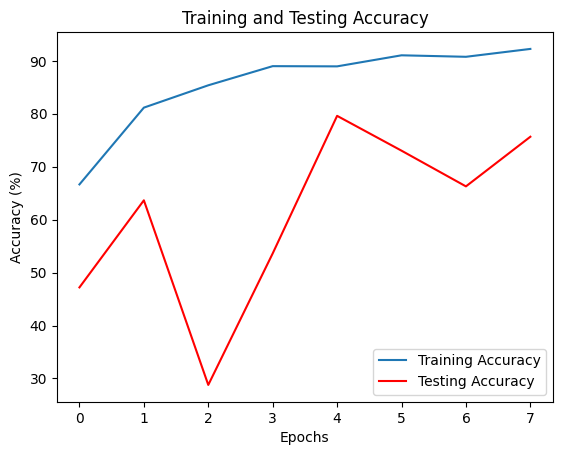 Training and Testing Accuracy
Accuracy (%)
90
80
70
60
50
40
30
0 1 2 3 4 5 6 7
Epochs
Training Accuracy
Testing Accuracy